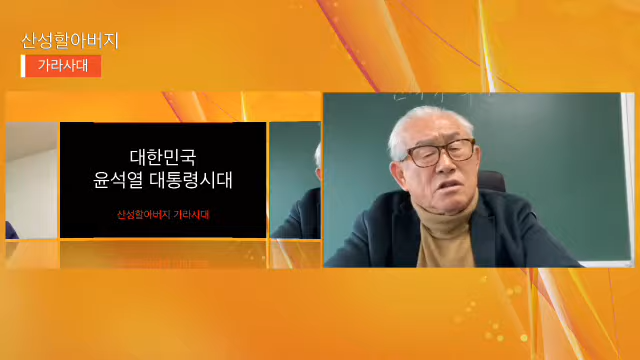 산성할아버지
가라사대
대한민국
윤석열 대통령시대
산성할아버지 가라사대